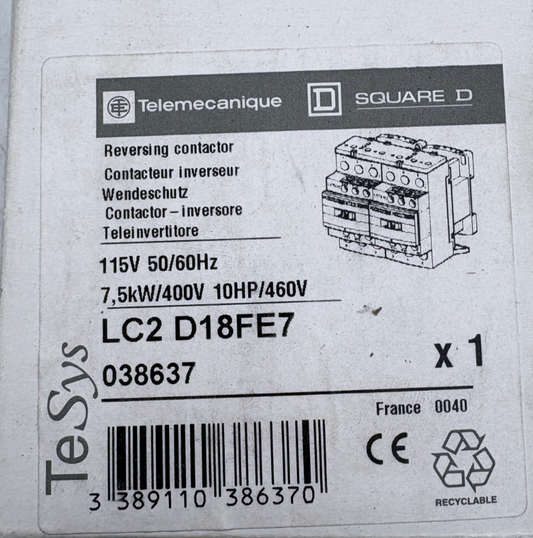 Telemecanique D SQUARE D
Reversing contactor
Contacteur inverseur
Wendeschutz
Contactor-inversore
Teleinvertitore
115V 50/60Hz
7,5kW/400V 10HP/460V
LC2 D18FE7
038637
x 1
TeSys
France 0040
CE
3 389110 386370
RECYCLABLE